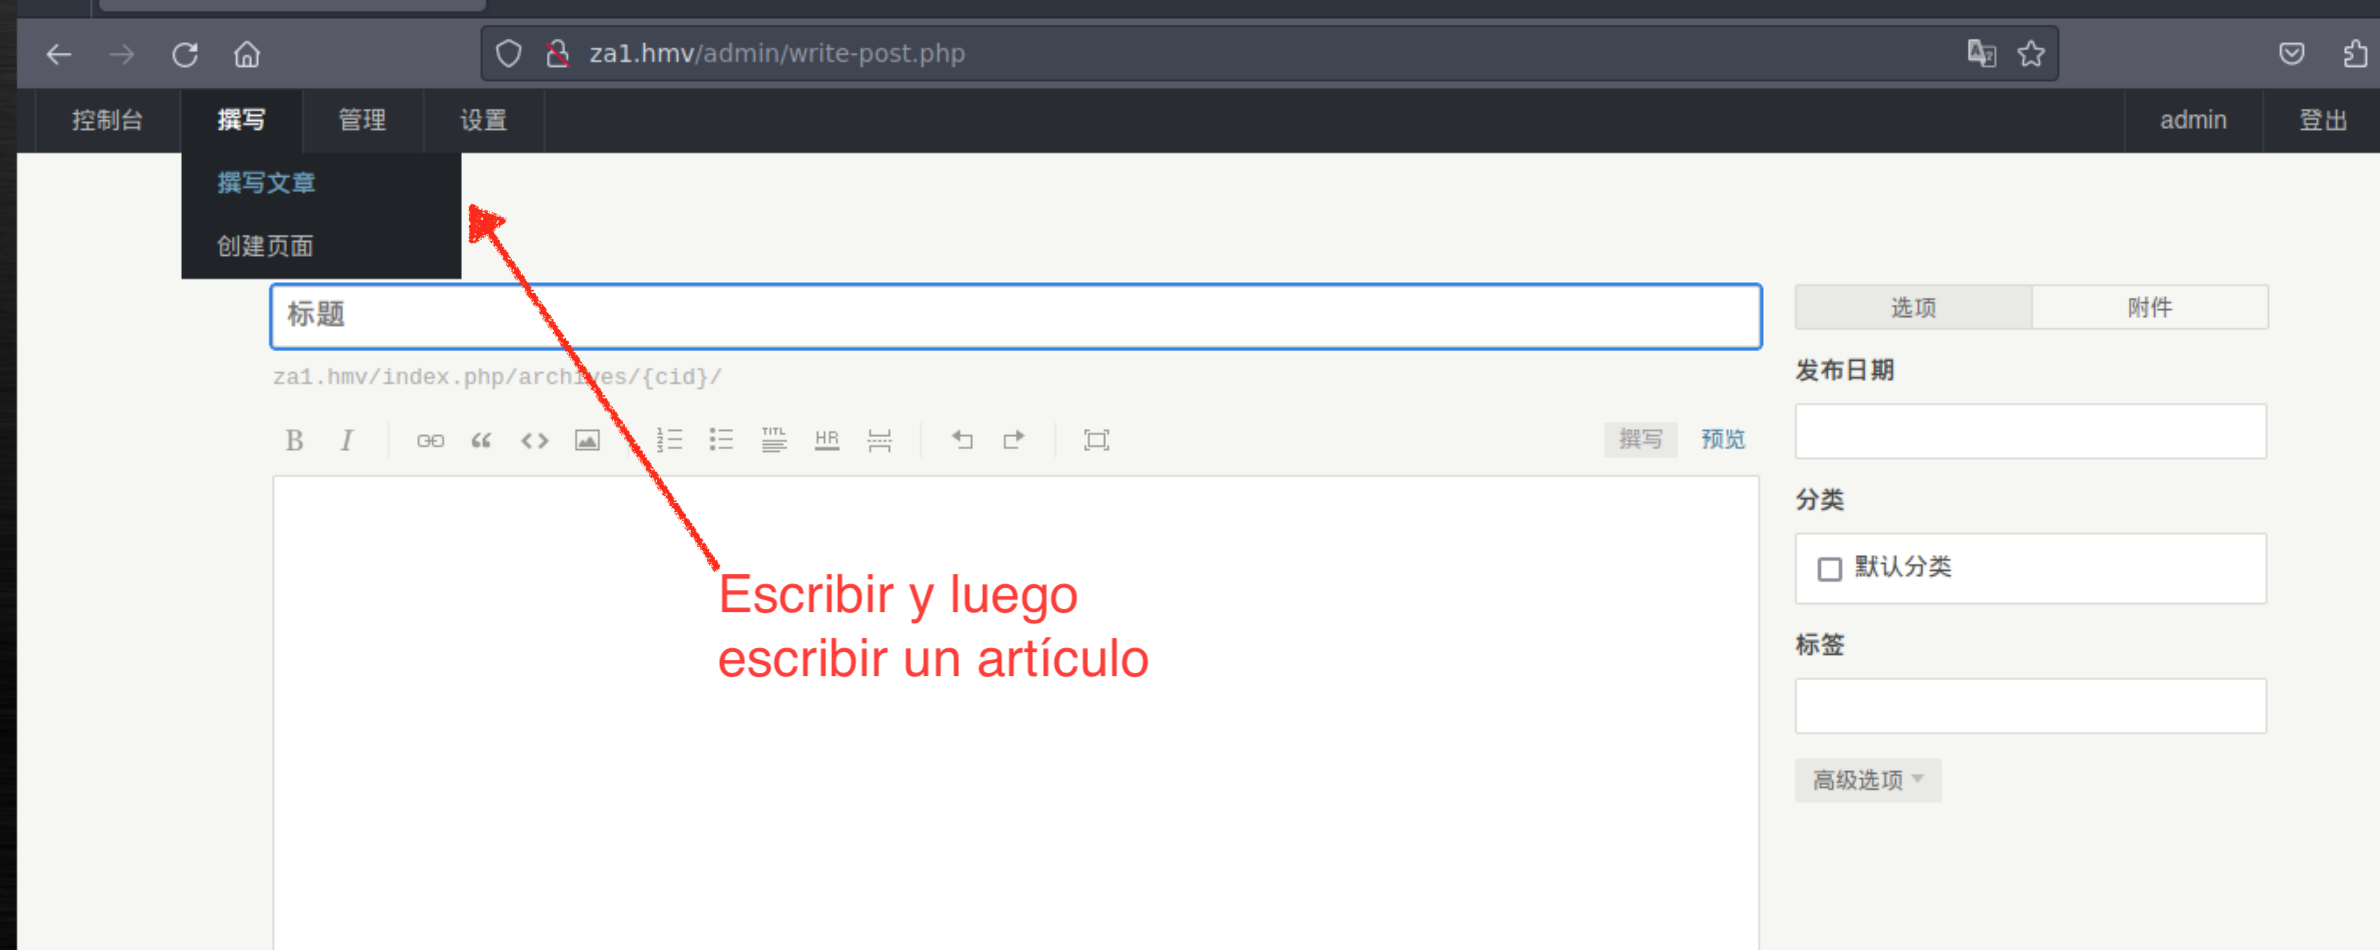 za1.hmv/admin/write-post.php
控制台 撰写 管理 设置 admin 登出
撰写文章
创建页面
标题
选项 附件
za1.hmv/index.php/archives/{cid}/
发布日期
B I TITL HR 撰写 预览
分类
默认分类
Escribir y luego
escribir un artículo
标签
高级选项